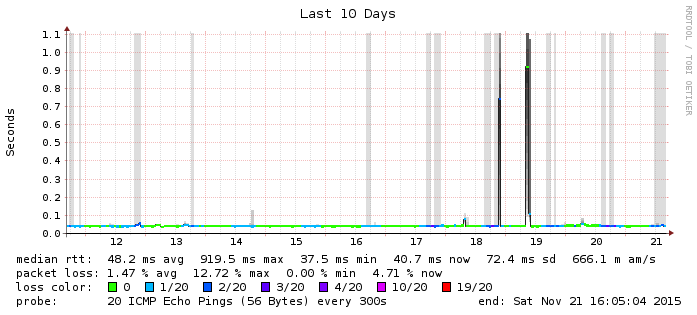 Last 10 Days
RRDTOOL / TOBI OETIKER
Seconds
1.1
1.0
0.9
0.8
0.7
0.6
0.5
0.4
0.3
0.2
0.1
0.0
12 13 14 15 16 17 18 19 20 21
median rtt: 48.2 ms avg 919.5 ms max 37.5 ms min 40.7 ms now 72.4 ms sd 666.1 m am/s
packet loss: 1.47 % avg 12.72 % max 0.00 % min 4.71 % now
loss color: 0 1/20 2/20 3/20 4/20 10/20 19/20
probe: 20 ICMP Echo Pings (56 Bytes) every 300s end: Sat Nov 21 16:05:04 2015